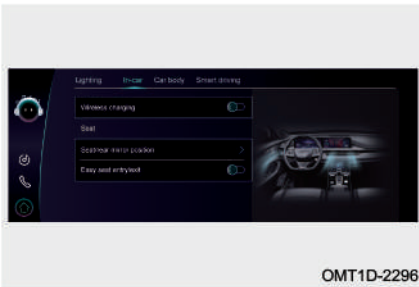 Lighting In-car Car body Smart driving
Wireless charging
Seat
Seat/rear mirror position
Easy seat entry/exit
OMT1D-2296